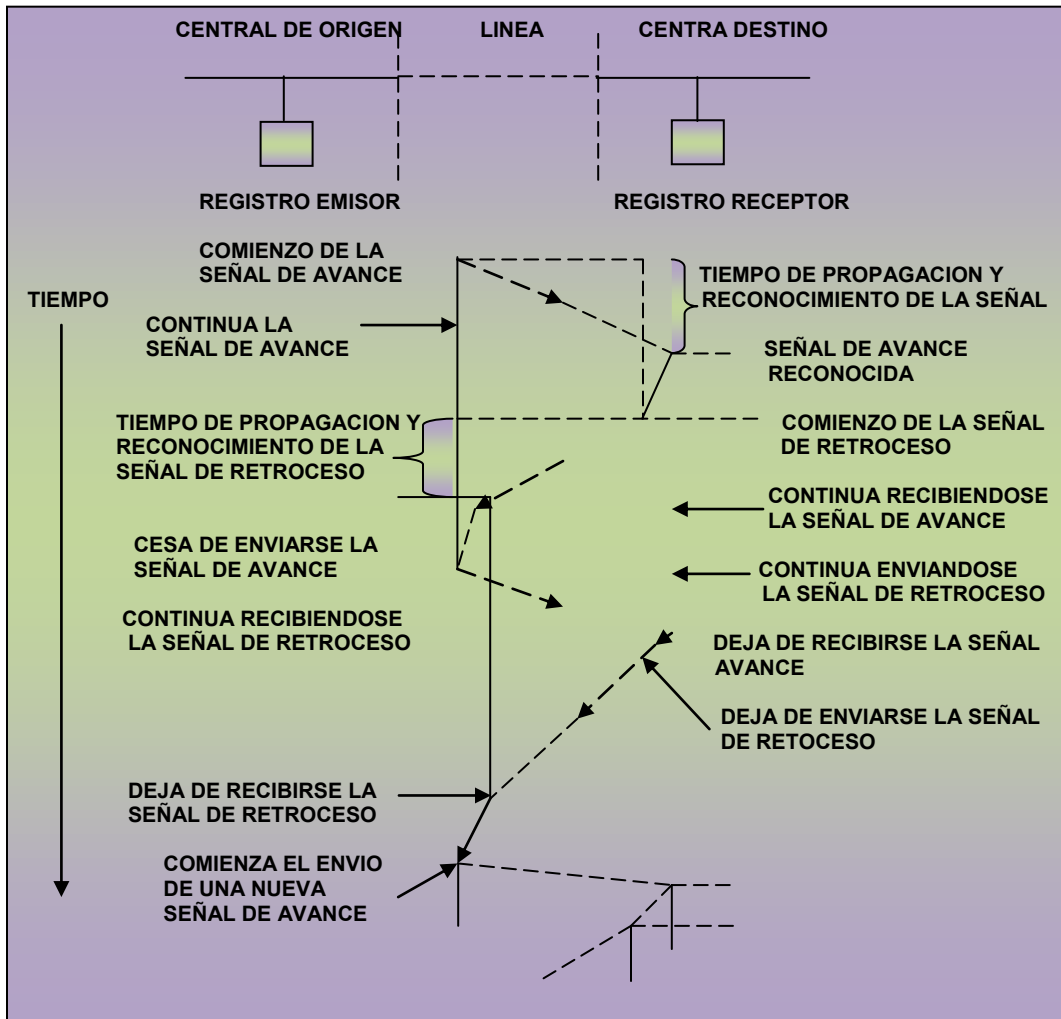 CENTRAL DE ORIGEN
LINEA
CENTRA DESTINO
REGISTRO EMISOR
REGISTRO RECEPTOR
COMIENZO DE LA
SEÑAL DE AVANCE
TIEMPO DE PROPAGACION Y
RECONOCIMIENTO DE LA SEÑAL
TIEMPO
CONTINUA LA
SEÑAL DE AVANCE
SEÑAL DE AVANCE
RECONOCIDA
TIEMPO DE PROPAGACION Y
RECONOCIMIENTO DE LA
SEÑAL DE RETROCESO
COMIENZO DE LA SEÑAL
DE RETROCESO
CONTINUA RECIBIENDOSE
LA SEÑAL DE AVANCE
CESA DE ENVIARSE LA
SEÑAL DE AVANCE
CONTINUA ENVIANDOSE
LA SEÑAL DE RETROCESO
CONTINUA RECIBIENDOSE
LA SEÑAL DE RETROCESO
DEJA DE RECIBIRSE LA SEÑAL
AVANCE
DEJA DE ENVIARSE LA SEÑAL
DE RETOCESO
DEJA DE RECIBIRSE LA
SEÑAL DE RETROCESO
COMIENZA EL ENVIO
DE UNA NUEVA
SEÑAL DE AVANCE